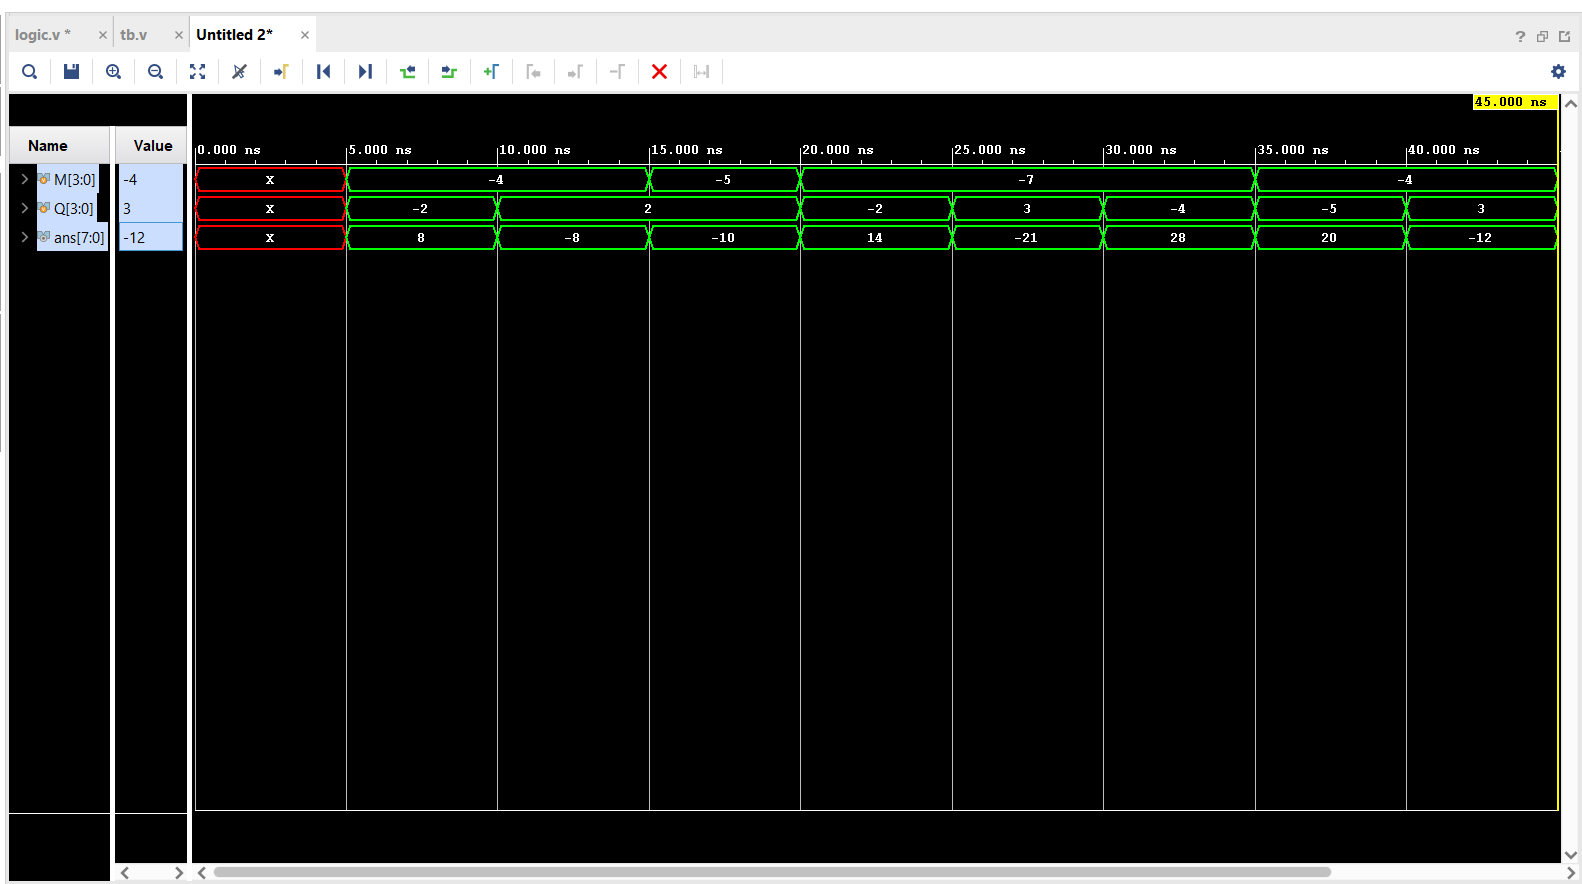 logic.v * × tb.v × Untitled 2* ×
?
45.000 ns
Name Value
0.000 ns 5.000 ns 10.000 ns 15.000 ns 20.000 ns 25.000 ns 30.000 ns 35.000 ns 40.000 ns
M[3:0] -4 X -4 -5 -7 -4
Q[3:0] 3 X -2 2 -2 3 -4 -5 3
ans[7:0] -12 X 8 -8 -10 14 -21 28 20 -12